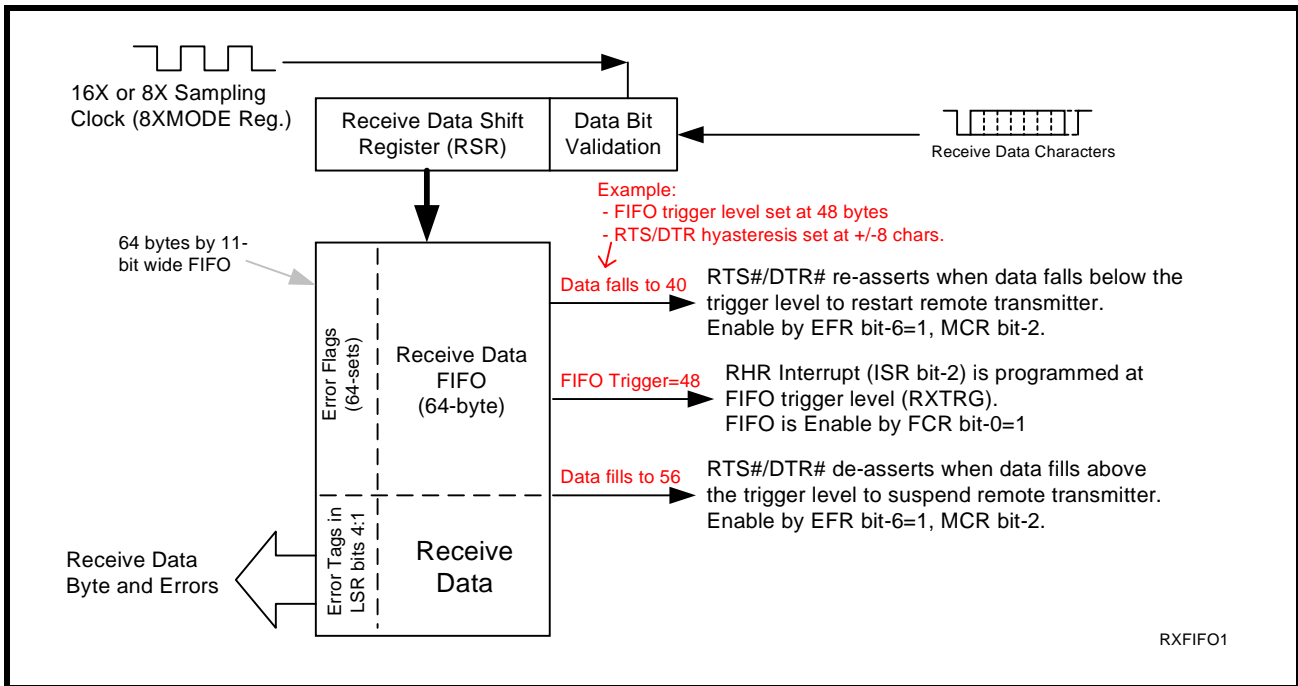 16X or 8X Sampling
Clock (8XMODE Reg.)
Receive Data Shift
Register (RSR)
Data Bit
Validation
Receive Data Characters
Example:
- FIFO trigger level set at 48 bytes
- RTS/DTR hyasteresis set at +/-8 chars.
64 bytes by 11-
bit wide FIFO
Data falls to 40
RTS#/DTR# re-asserts when data falls below the
trigger level to restart remote transmitter.
Enable by EFR bit-6=1, MCR bit-2.
Error Flags
(64-sets)
Receive Data
FIFO
(64-byte)
FIFO Trigger=48
RHR Interrupt (ISR bit-2) is programmed at
FIFO trigger level (RXTRG).
FIFO is Enable by FCR bit-0=1
Data fills to 56
RTS#/DTR# de-asserts when data fills above
the trigger level to suspend remote transmitter.
Enable by EFR bit-6=1, MCR bit-2.
Error Tags in
LSR bits 4:1
Receive
Data
Receive Data
Byte and Errors
RXFIFO1